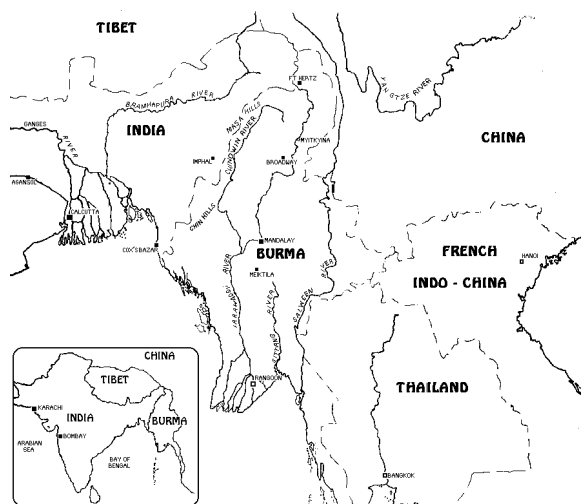 TIBET
FT HERTZ
YANGTZE RIVER
BRAMHAPURA RIVER
GANGES
RIVER
INDIA
NAGA HILLS
CHINDWIN RIVER
MYITKYINA
CHINA
IMPHAL
BROADWAY
ASANSOL
CALCUTTA
CHIN HILLS
COX'S BAZAR
MANDALAY
BURMA
MEIKTILA
FRENCH
HANOI
INDO - CHINA
IRRAWADDY RIVER
SITTANG RIVER
SALWEEN RIVER
RANGOON
THAILAND
BANGKOK
CHINA
TIBET
KARACHI
INDIA
BURMA
BOMBAY
ARABIAN
SEA
BAY OF
BENGAL